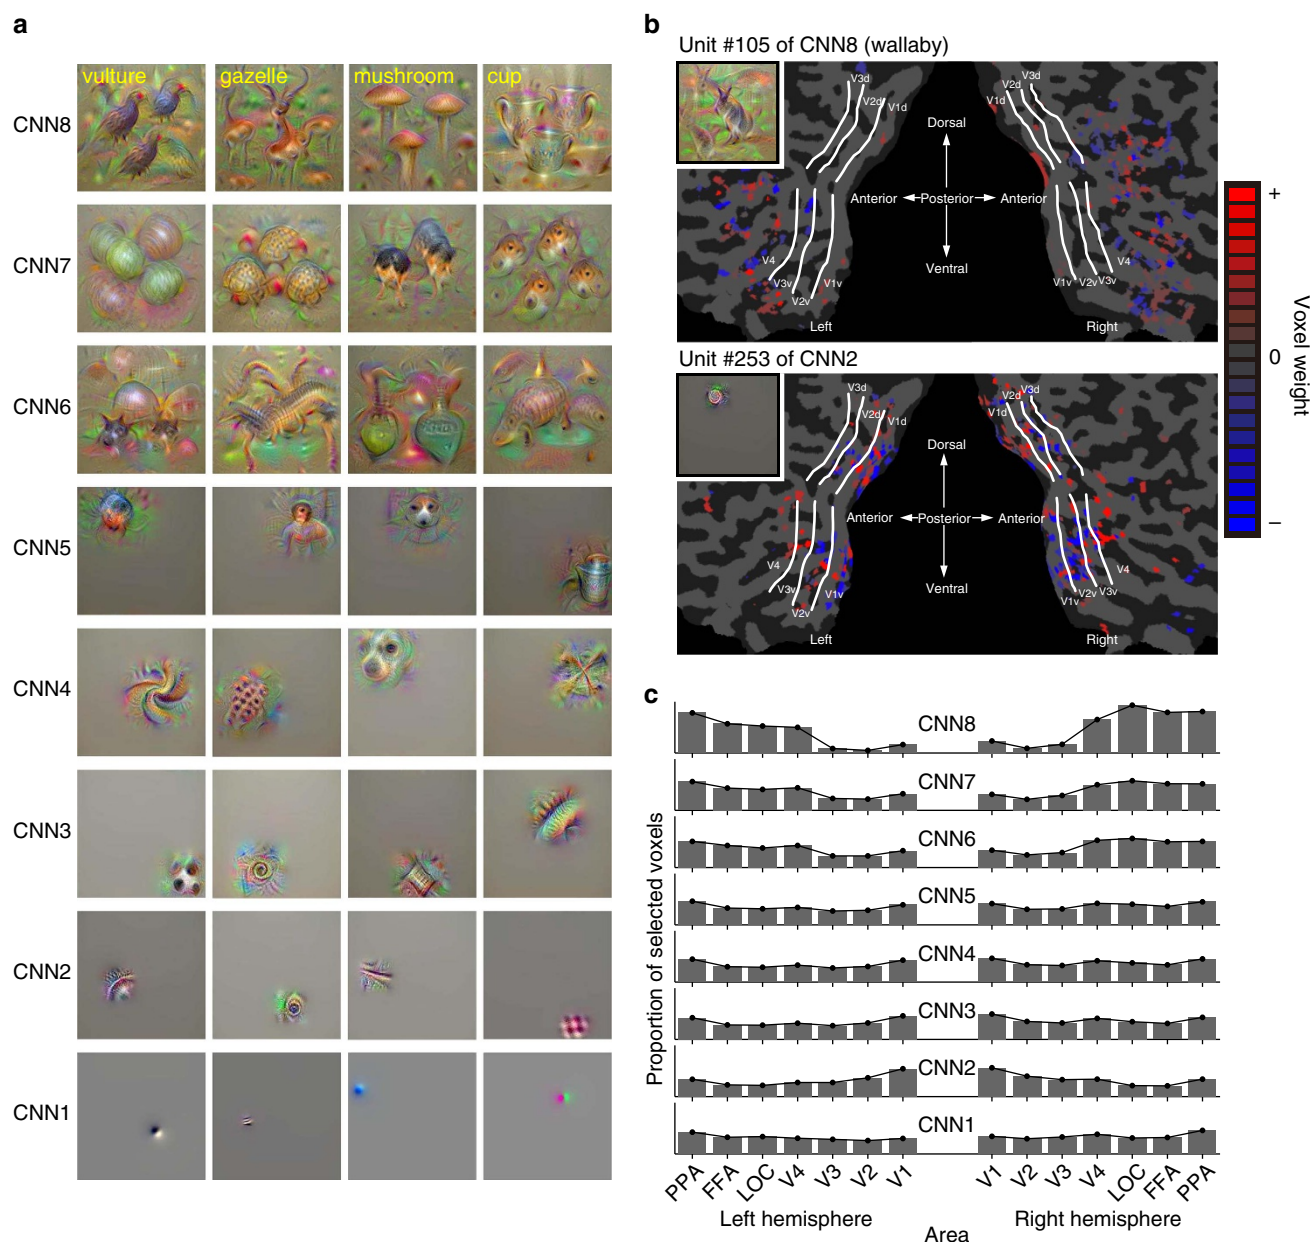 a
vulture
gazelle
mushroom
cup
CNN8
CNN7
CNN6
CNN5
CNN4
CNN3
CNN2
CNN1
b
Unit #105 of CNN8 (wallaby)
V3d
V2d
V1d
V3d
V2d
V1d
Dorsal
Anterior
Posterior
Anterior
Ventral
V4
V3v
V2v
V1v
V4
V1v
V2v
V3v
Left
Right
Unit #253 of CNN2
V3d
V2d
V1d
V3d
V2d
V1d
Dorsal
Anterior
Posterior
Anterior
Ventral
V4
V3v
V2v
V1v
V4
V1v
V2v
V3v
Left
Right
+
0
–
Voxel weight
c
Proportion of selected voxels
CNN8
CNN7
CNN6
CNN5
CNN4
CNN3
CNN2
CNN1
PPA
FFA
LOC
V4
V3
V2
V1
V1
V2
V3
V4
LOC
FFA
PPA
Left hemisphere
Right hemisphere
Area